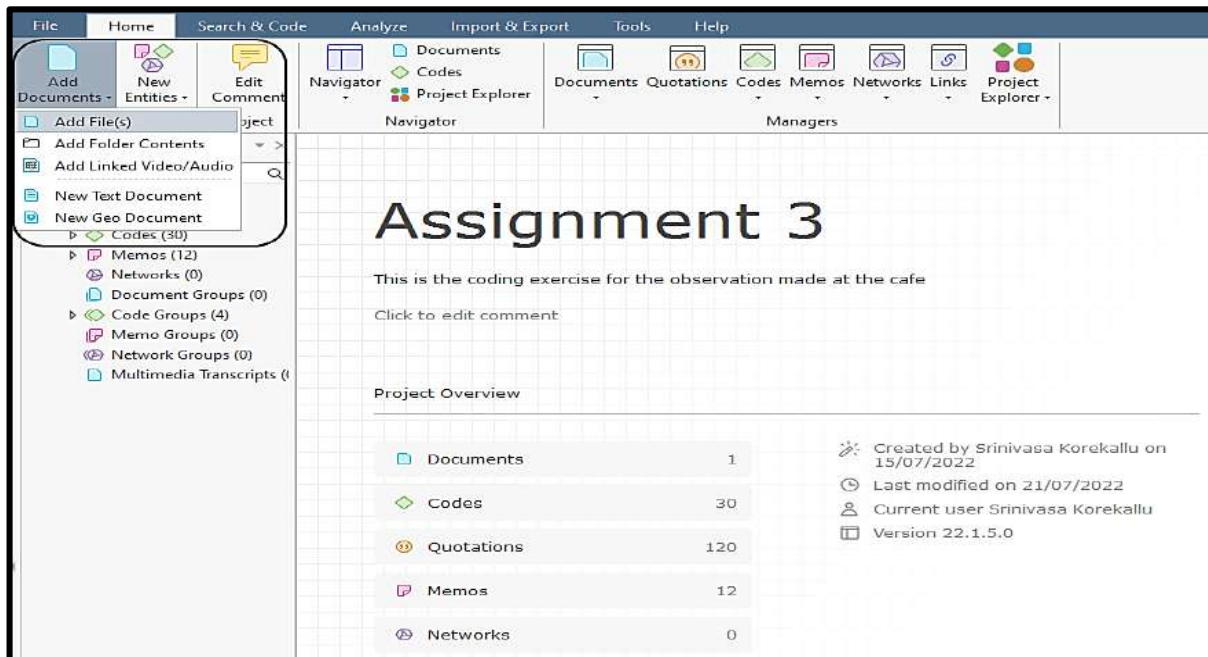 File Home Search & Code Analyze Import & Export Tools Help
Add Documents
New Entities
Edit Comment
Navigator
Documents
Codes
Project Explorer
Documents Quotations Codes Memos Networks Links Project Explorer
oject Navigator Managers
Add File(s)
Add Folder Contents
Add Linked Video/Audio
New Text Document
New Geo Document
Codes (30)
Memos (12)
Networks (0)
Document Groups (0)
Code Groups (4)
Memo Groups (0)
Network Groups (0)
Multimedia Transcripts (
Assignment 3
This is the coding exercise for the observation made at the cafe
Click to edit comment
Project Overview
Documents 1
Codes 30
Quotations 120
Memos 12
Networks 0
Created by Srinivasa Korekallu on
15/07/2022
Last modified on 21/07/2022
Current user Srinivasa Korekallu
Version 22.1.5.0